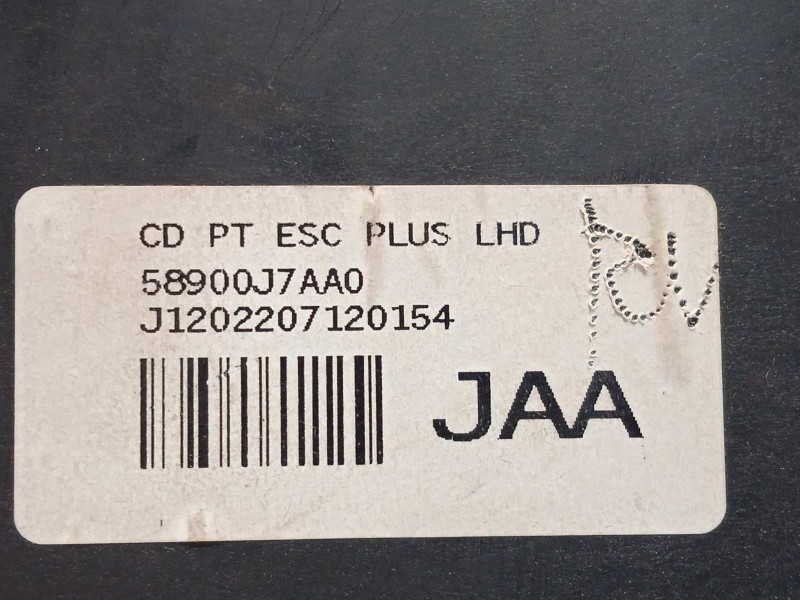 CD PT ESC PLUS LHD
58900J7AA0
J1202207120154
JAA